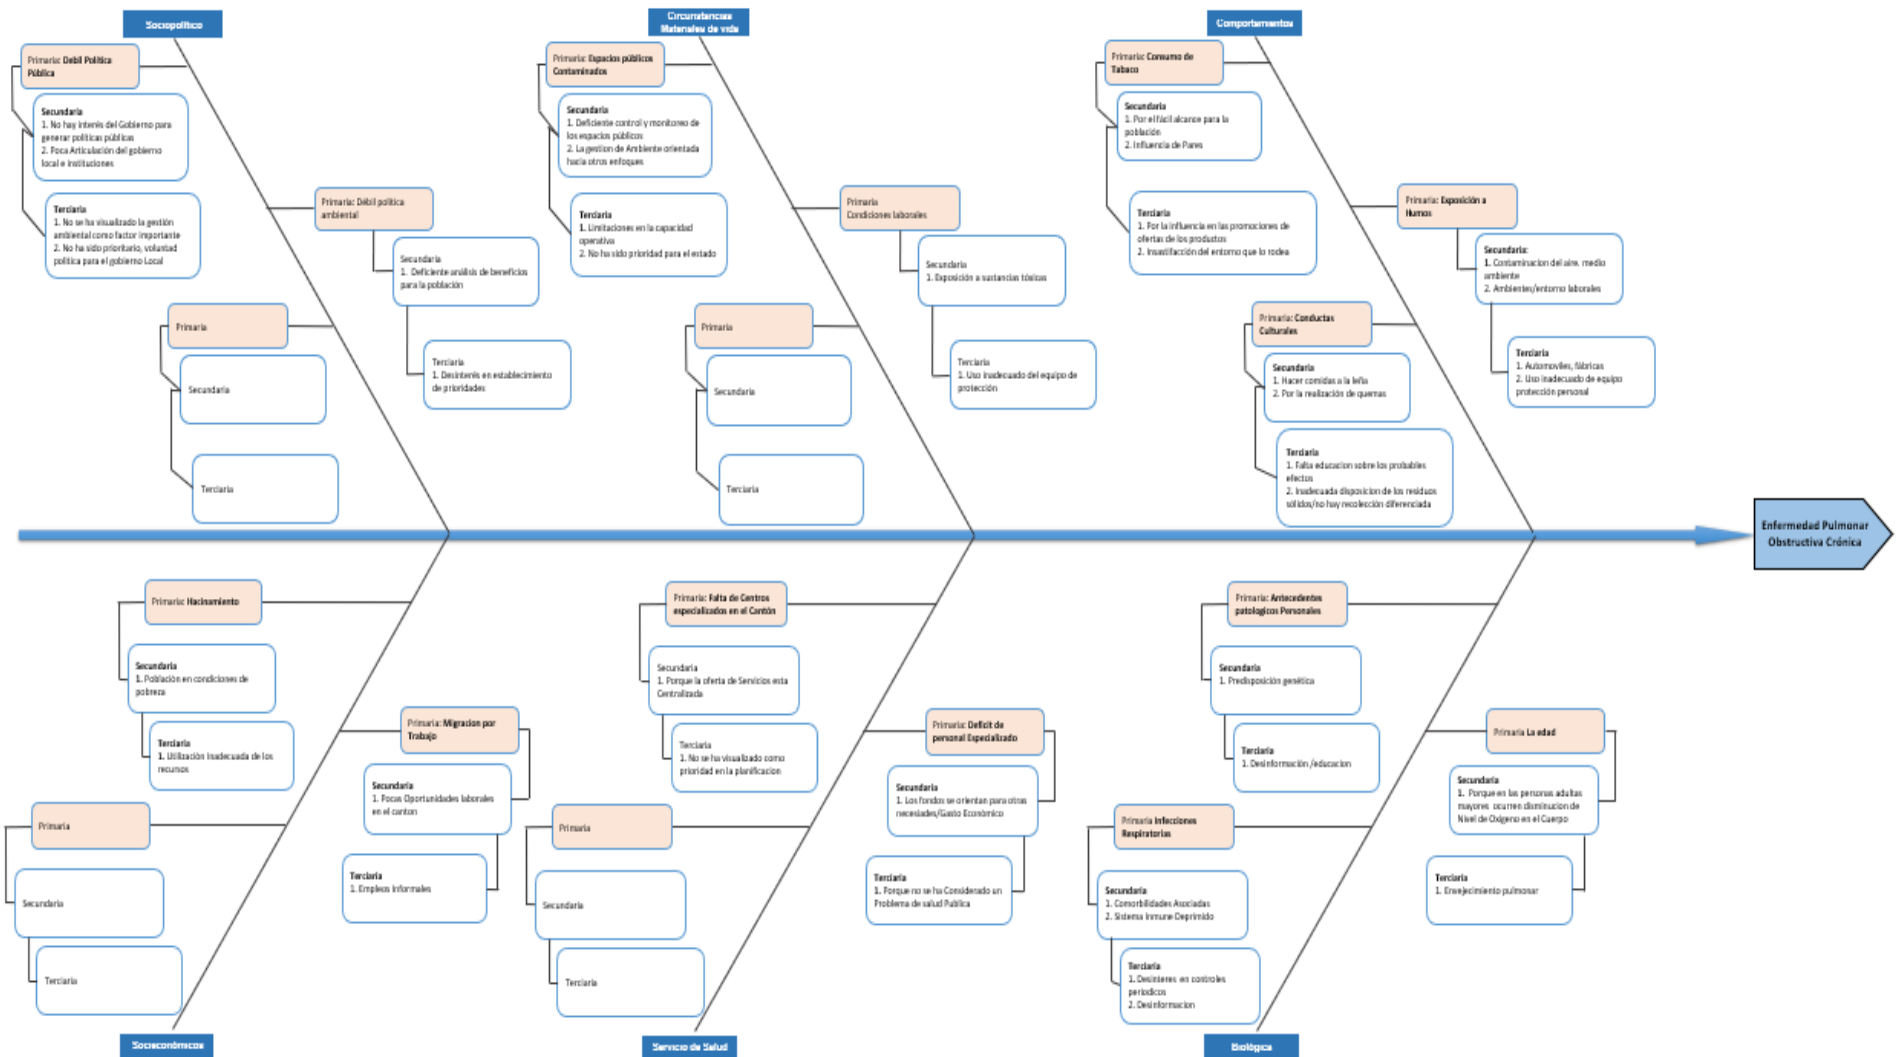 Sociopolítico
Primaria: Debil Política
Pública
Secundaria
1. No hay interés del Gobierno para
generar políticas públicas
2. Poca Articulación del gobierno
local e instituciones
Terciaria
1. No se ha visualizado la gestión
ambiental como factor importante
2. No ha sido prioritario, voluntad
política para el gobierno Local
Primaria: Débil política
ambiental
Secundaria
1. Deficiente análisis de beneficios
para la población
Terciaria
1. Desinterés en establecimiento
de prioridades
Primaria
Secundaria
Terciaria
Circunstancias
Materiales de vida
Primaria: Espacios públicos
Contaminados
Secundaria
1. Deficiente control y monitoreo de
los espacios públicos
2. La gestion de Ambiente orientada
hacia otros enfoques
Terciaria
1. Limitaciones en la capacidad
operativa
2. No ha sido prioridad para el estado
Primaria
Condiciones laborales
Secundaria
1. Exposición a sustancias tóxicas
Terciaria
1. Uso inadecuado del equipo de
protección
Primaria
Secundaria
Terciaria
Comportamientos
Primaria: Consumo de
Tabaco
Secundaria
1. Por el fácil alcance para la
población
2. Influencia de Pares
Terciaria
1. Por la influencia en las promociones de
ofertas de los productos
2. Insastifacción del entorno que lo rodea
Primaria: Exposición a
Humos
Secundaria:
1. Contaminacion del aire. medio
ambiente
2. Ambientes/entorno laborales
Terciaria
1. Automoviles, fábricas
2. Uso inadecuado de equipo
protección personal
Primaria: Conductas
Culturales
Secundaria
1. Hacer comidas a la leña
2. Por la realización de quemas
Terciaria
1. Falta educacion sobre los probables
efectos
2. Inadecuada disposicion de los residuos
sólidos/no hay recolección diferenciada
Enfermedad Pulmonar
Obstructiva Crónica
Primaria: Hacinamiento
Secundaria
1. Población en condiciones de
pobreza
Terciaria
1. Utilización inadecuada de los
recursos
Primaria: Migracion por
Trabajo
Secundaria
1. Pocas Oportunidades laborales
en el canton
Terciaria
1. Empleos Informales
Primaria
Secundaria
Terciaria
Socieconómicos
Primaria: Falta de Centros
especializados en el Cantón
Secundaria
1. Porque la oferta de Servicios esta
Centralizada
Terciaria
1. No se ha visualizado como
prioridad en la planificacion
Primaria: Deficit de
personal Especializado
Secundaria
1. Los fondos se orientan para otras
necesiades/Gasto Económico
Terciaria
1. Porque no se ha Considerado un
Problema de salud Publica
Primaria
Secundaria
Terciaria
Servicio de Salud
Primaria: Antecedentes
patologicos Personales
Secundaria
1. Predisposición genética
Terciaria
1. Desinformación /educacion
Primaria La edad
Secundaria
1. Porque en las personas adultas
mayores ocurren disminucion de
Nivel de Oxigeno en el Cuerpo
Terciaria
1. Envejecimiento pulmonar
Primaria Infecciones
Respiratorias
Secundaria
1. Comorbilidades Asociadas
2. Sistema Inmune Deprimido
Terciaria
1. Desinteres en controles
periodicos
2. Desinformacion
Biológica